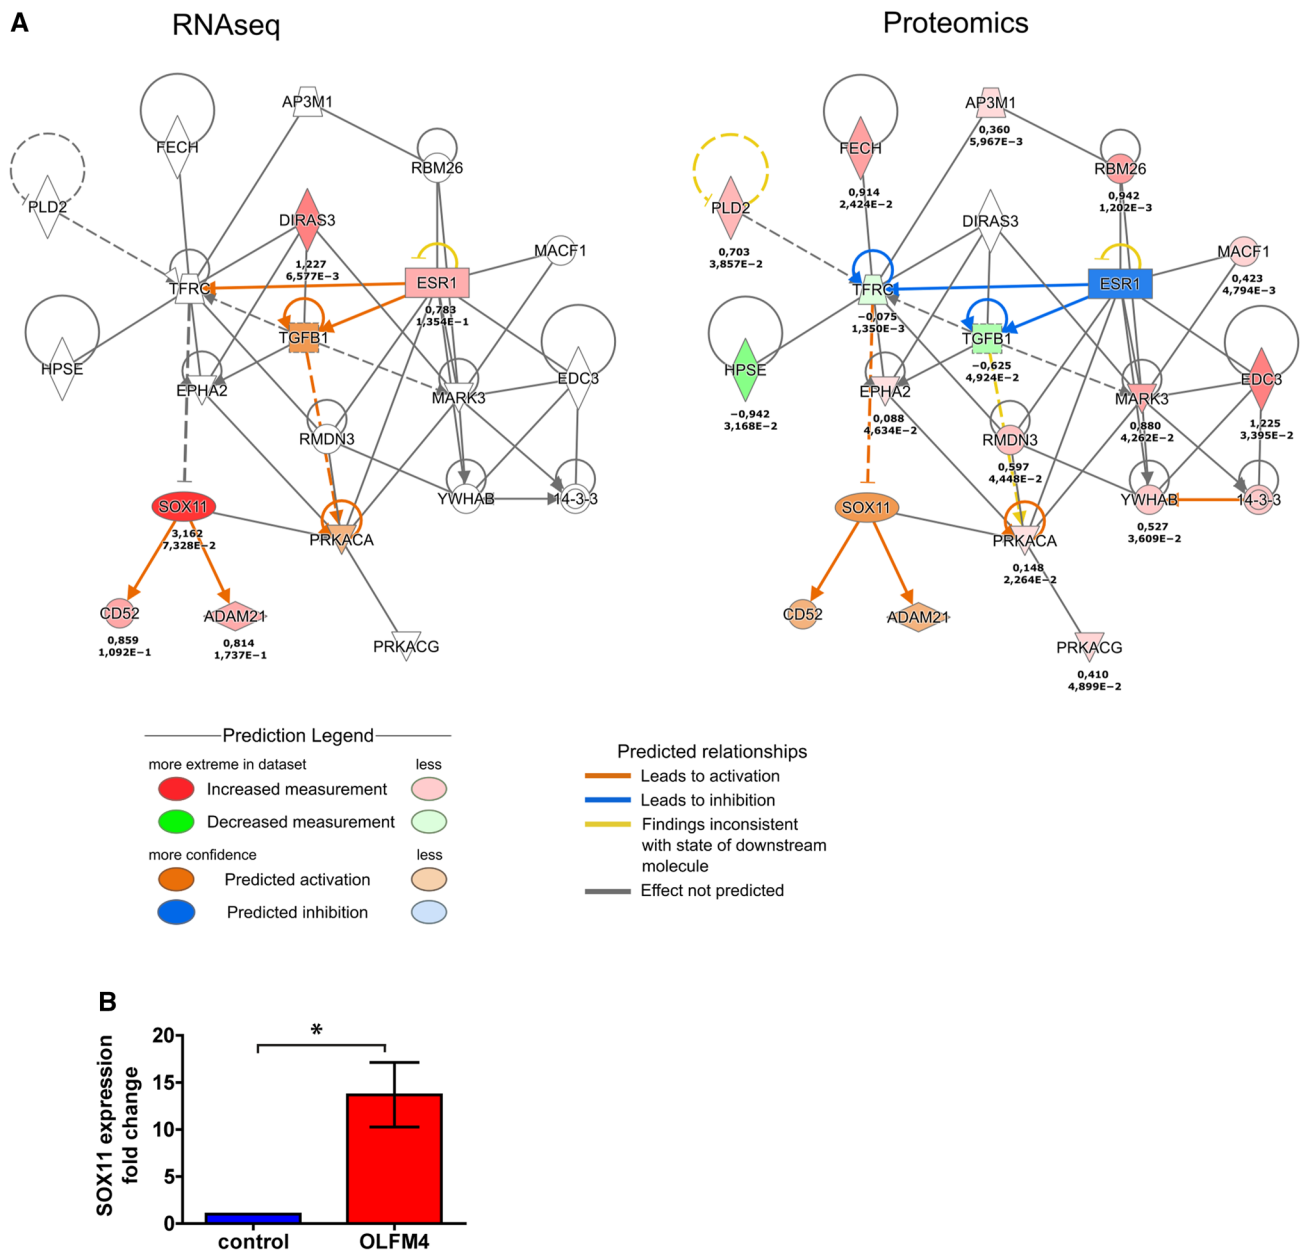 A
RNAseq
AP3M1
FECH
RBM26
PLD2
DIRAS3
1,227
6,577E−3
MACF1
TFRC
ESR1
0,783
1,354E−1
TGFB1
HPSE
EPHA2
MARK3
EDC3
RMDN3
YWHAB
14-3-3
SOX11
3,162
7,328E−2
PRKACA
CD52
0,859
1,092E−1
ADAM21
0,814
1,737E−1
PRKACG
Proteomics
AP3M1
0,360
5,967E−3
FECH
0,914
2,424E−2
RBM26
0,942
1,202E−3
PLD2
0,703
3,857E−2
DIRAS3
MACF1
0,423
4,794E−3
TFRC
−0,075
1,350E−3
ESR1
TGFB1
−0,625
4,924E−2
HPSE
−0,942
3,168E−2
EPHA2
0,088
4,634E−2
MARK3
0,880
4,262E−2
EDC3
1,225
3,395E−2
RMDN3
0,597
4,448E−2
YWHAB
0,527
3,609E−2
14-3-3
SOX11
PRKACA
0,148
2,264E−2
CD52
ADAM21
PRKACG
0,410
4,899E−2
Prediction Legend
more extreme in dataset less
Increased measurement
Decreased measurement
more confidence less
Predicted activation
Predicted inhibition
Predicted relationships
Leads to activation
Leads to inhibition
Findings inconsistent
with state of downstream
molecule
Effect not predicted
B
SOX11 expression
fold change
20
15
10
5
0
*
control OLFM4